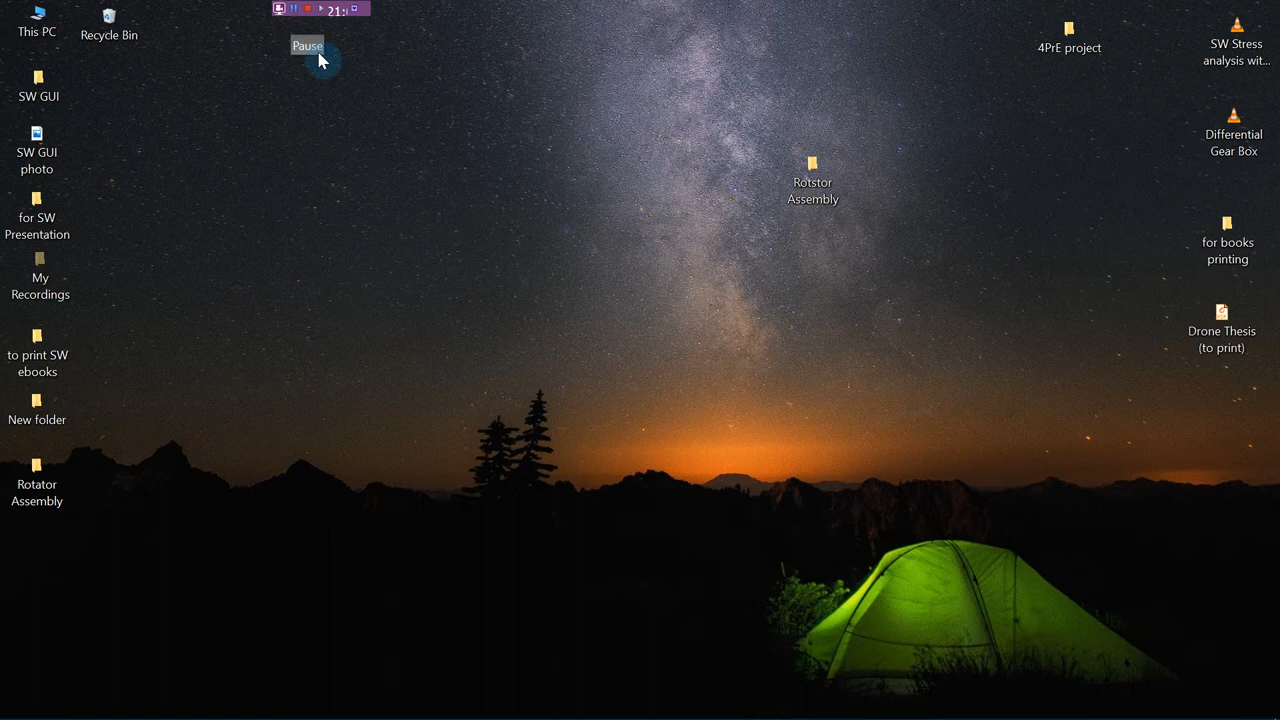 This PC
Recycle Bin
21:
Pause
SW GUI
SW GUI
photo
for SW
Presentation
My
Recordings
to print SW
ebooks
New folder
Rotator
Assembly
Rotstor
Assembly
4PrE project
SW Stress
analysis wit...
Differential
Gear Box
for books
printing
Drone Thesis
(to print)